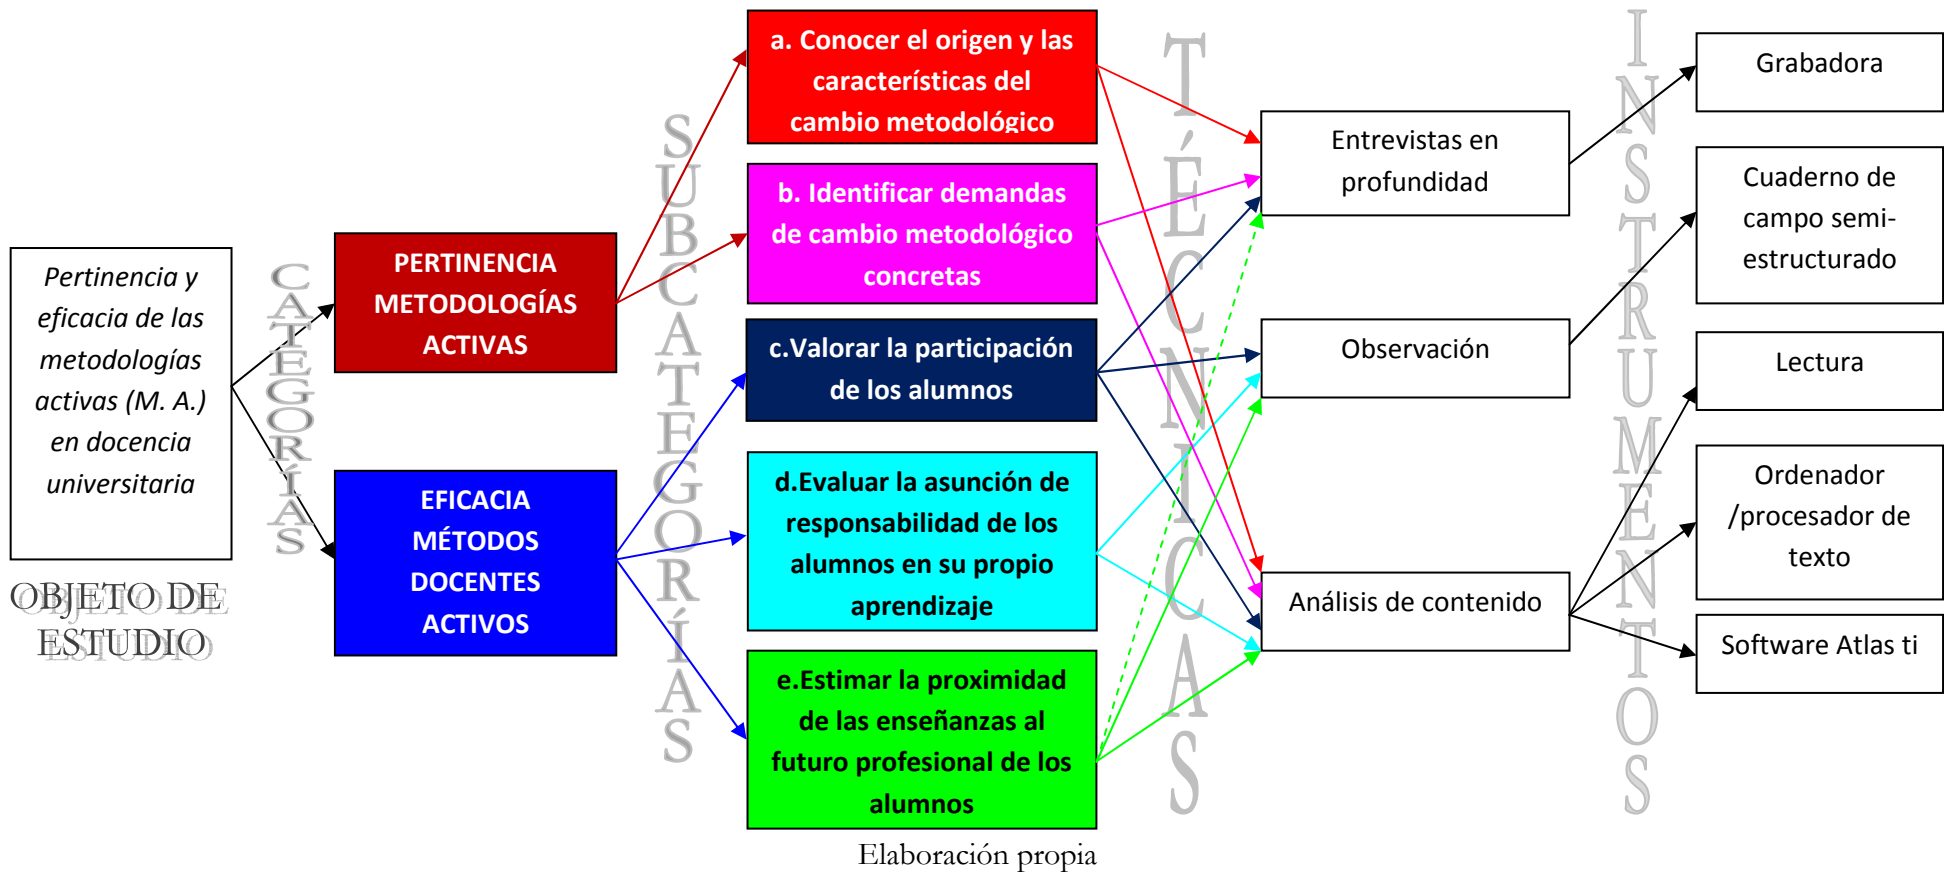 Pertinencia y
eficacia de las
metodologías
activas (M. A.)
en docencia
universitaria
OBJETO DE
ESTUDIO
CATEGORÍAS
PERTINENCIA
METODOLOGÍAS
ACTIVAS
EFICACIA
MÉTODOS
DOCENTES
ACTIVOS
SUBCATEGORÍAS
a. Conocer el origen y las
características del
cambio metodológico
b. Identificar demandas
de cambio metodológico
concretas
c.Valorar la participación
de los alumnos
d.Evaluar la asunción de
responsabilidad de los
alumnos en su propio
aprendizaje
e.Estimar la proximidad
de las enseñanzas al
futuro profesional de los
alumnos
TÉCNICAS
Entrevistas en
profundidad
Observación
Análisis de contenido
INSTRUMENTOS
Grabadora
Cuaderno de
campo semi-
estructurado
Lectura
Ordenador
/procesador de
texto
Software Atlas ti
Elaboración propia